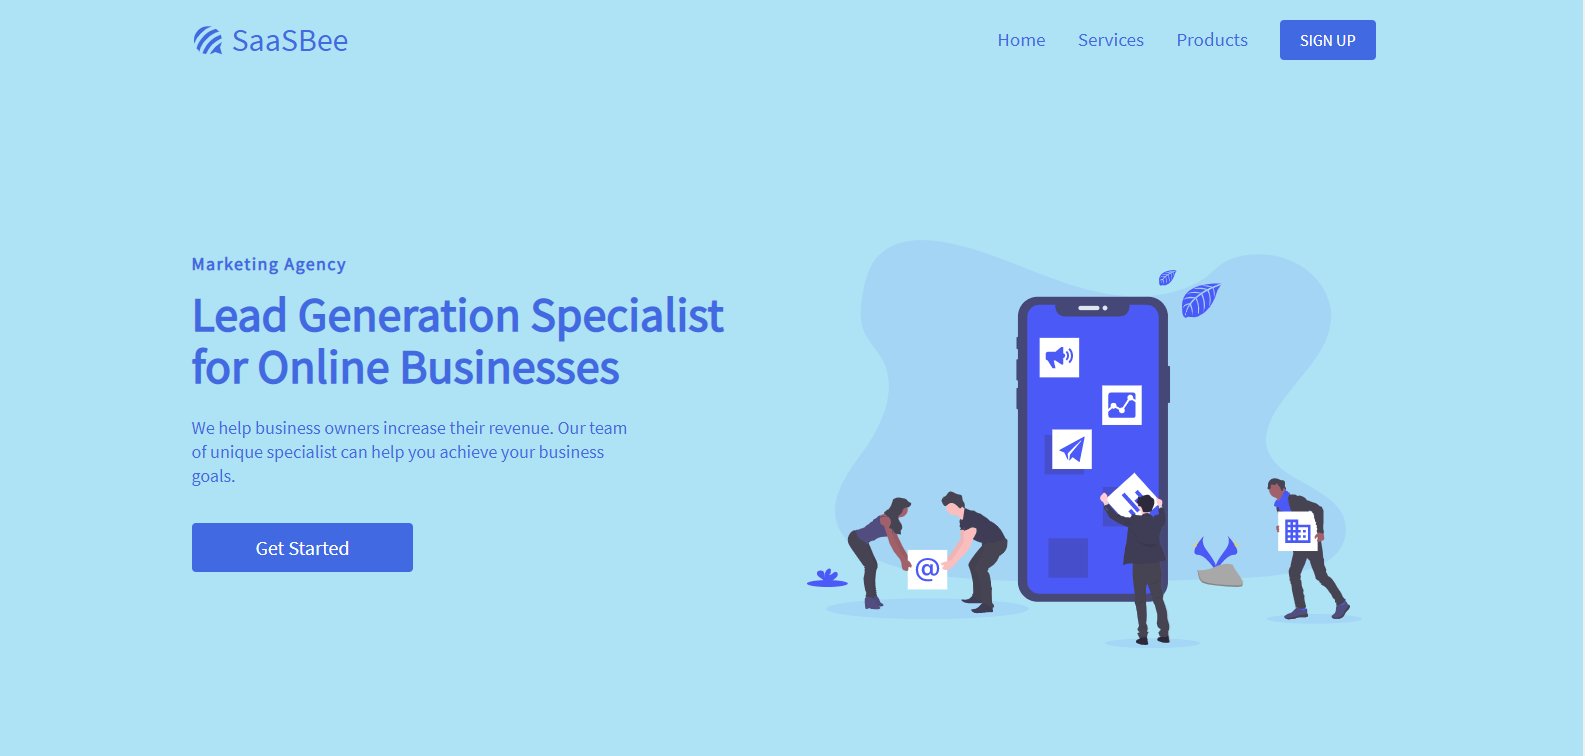 SaaSBee
Home
Services
Products
SIGN UP
Marketing Agency
Lead Generation Specialist
for Online Businesses
We help business owners increase their revenue. Our team
of unique specialist can help you achieve your business
goals.
Get Started
@